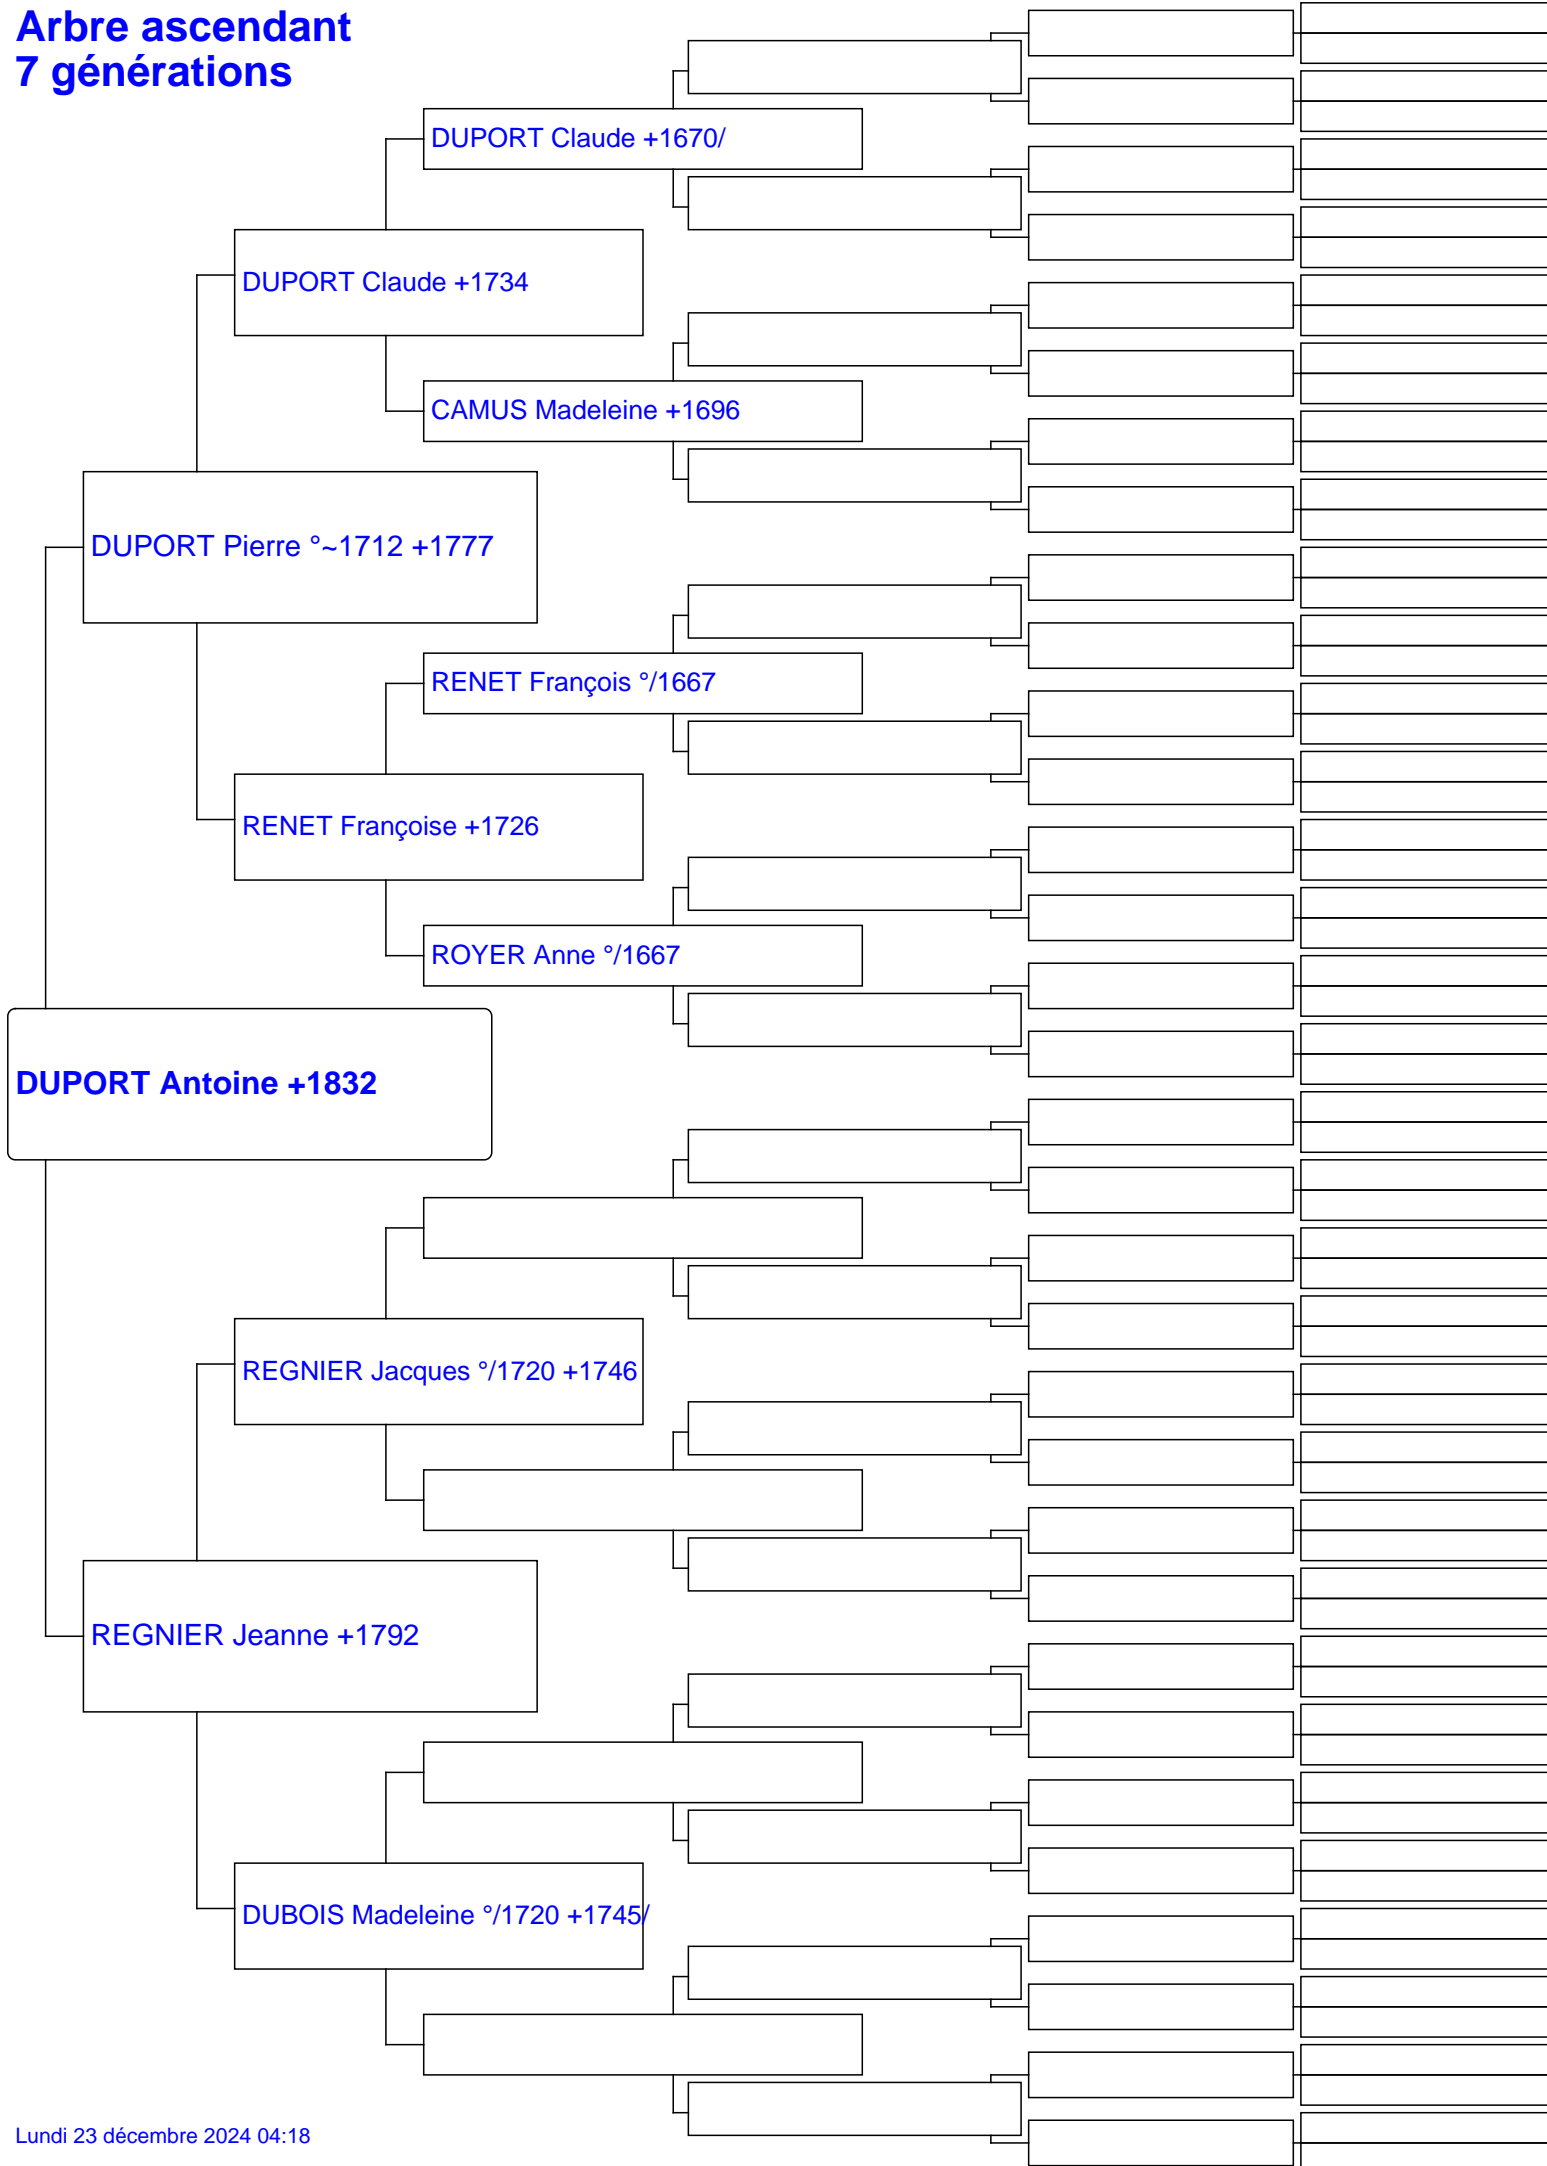 Arbre ascendant
7 générations
DUPORT Claude +1670/
DUPORT Claude +1734
CAMUS Madeleine +1696
DUPORT Pierre °~1712 +1777
RENET François °/1667
RENET Françoise +1726
ROYER Anne °/1667
DUPORT Antoine +1832
REGNIER Jacques °/1720 +1746
REGNIER Jeanne +1792
DUBOIS Madeleine °/1720 +1745/
Lundi 23 décembre 2024 04:18